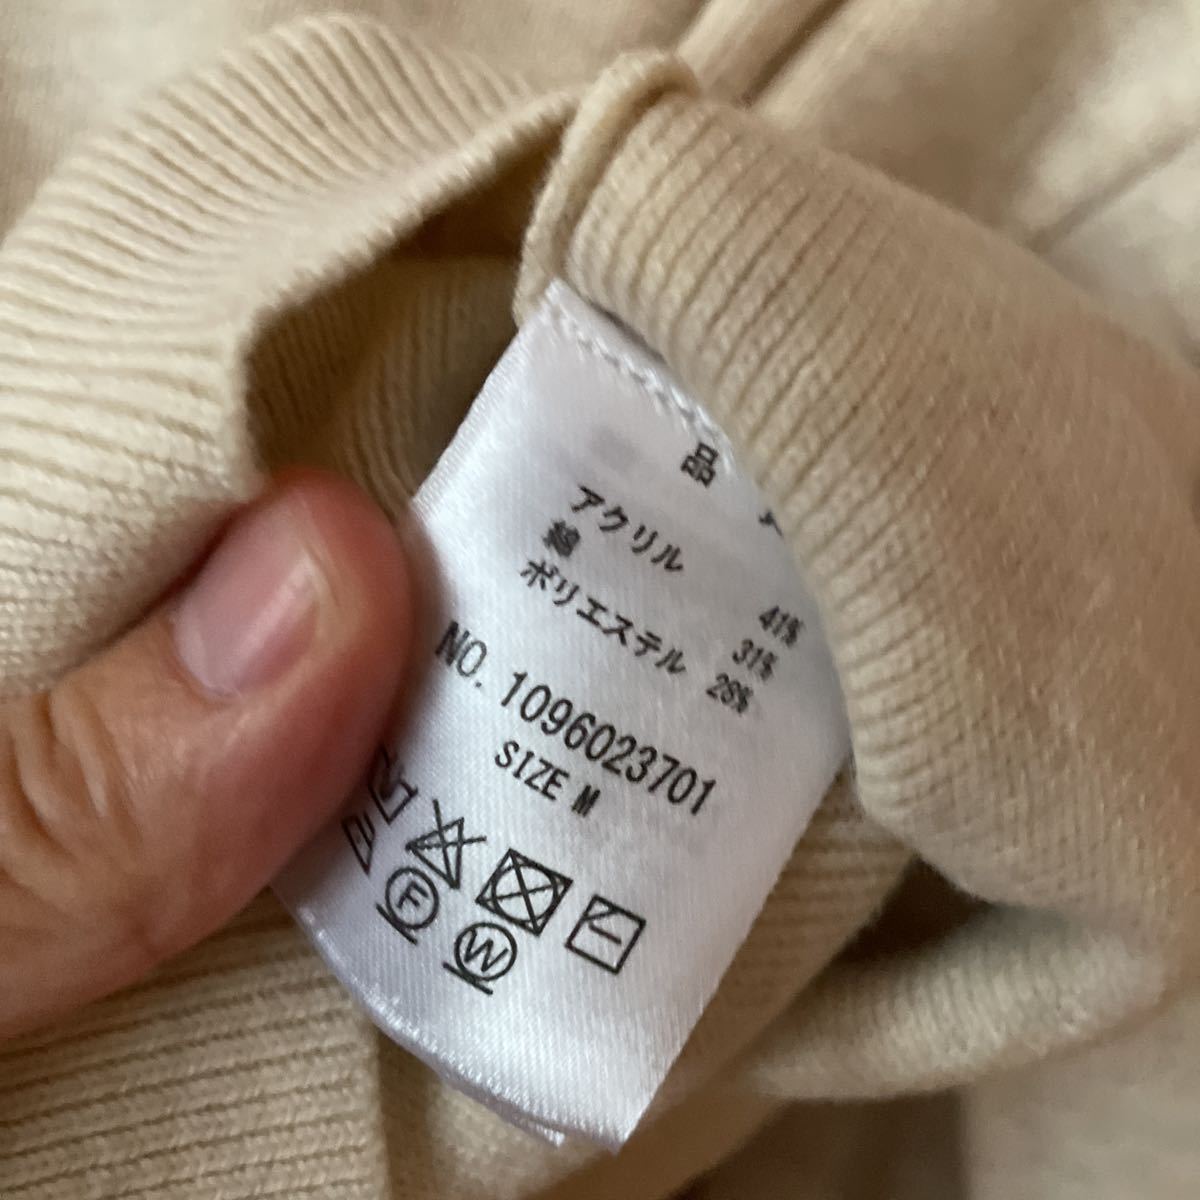 品
アクリル 41%
綿 31%
ポリエステル 28%
NO. 1096023701
SIZE M
F
W